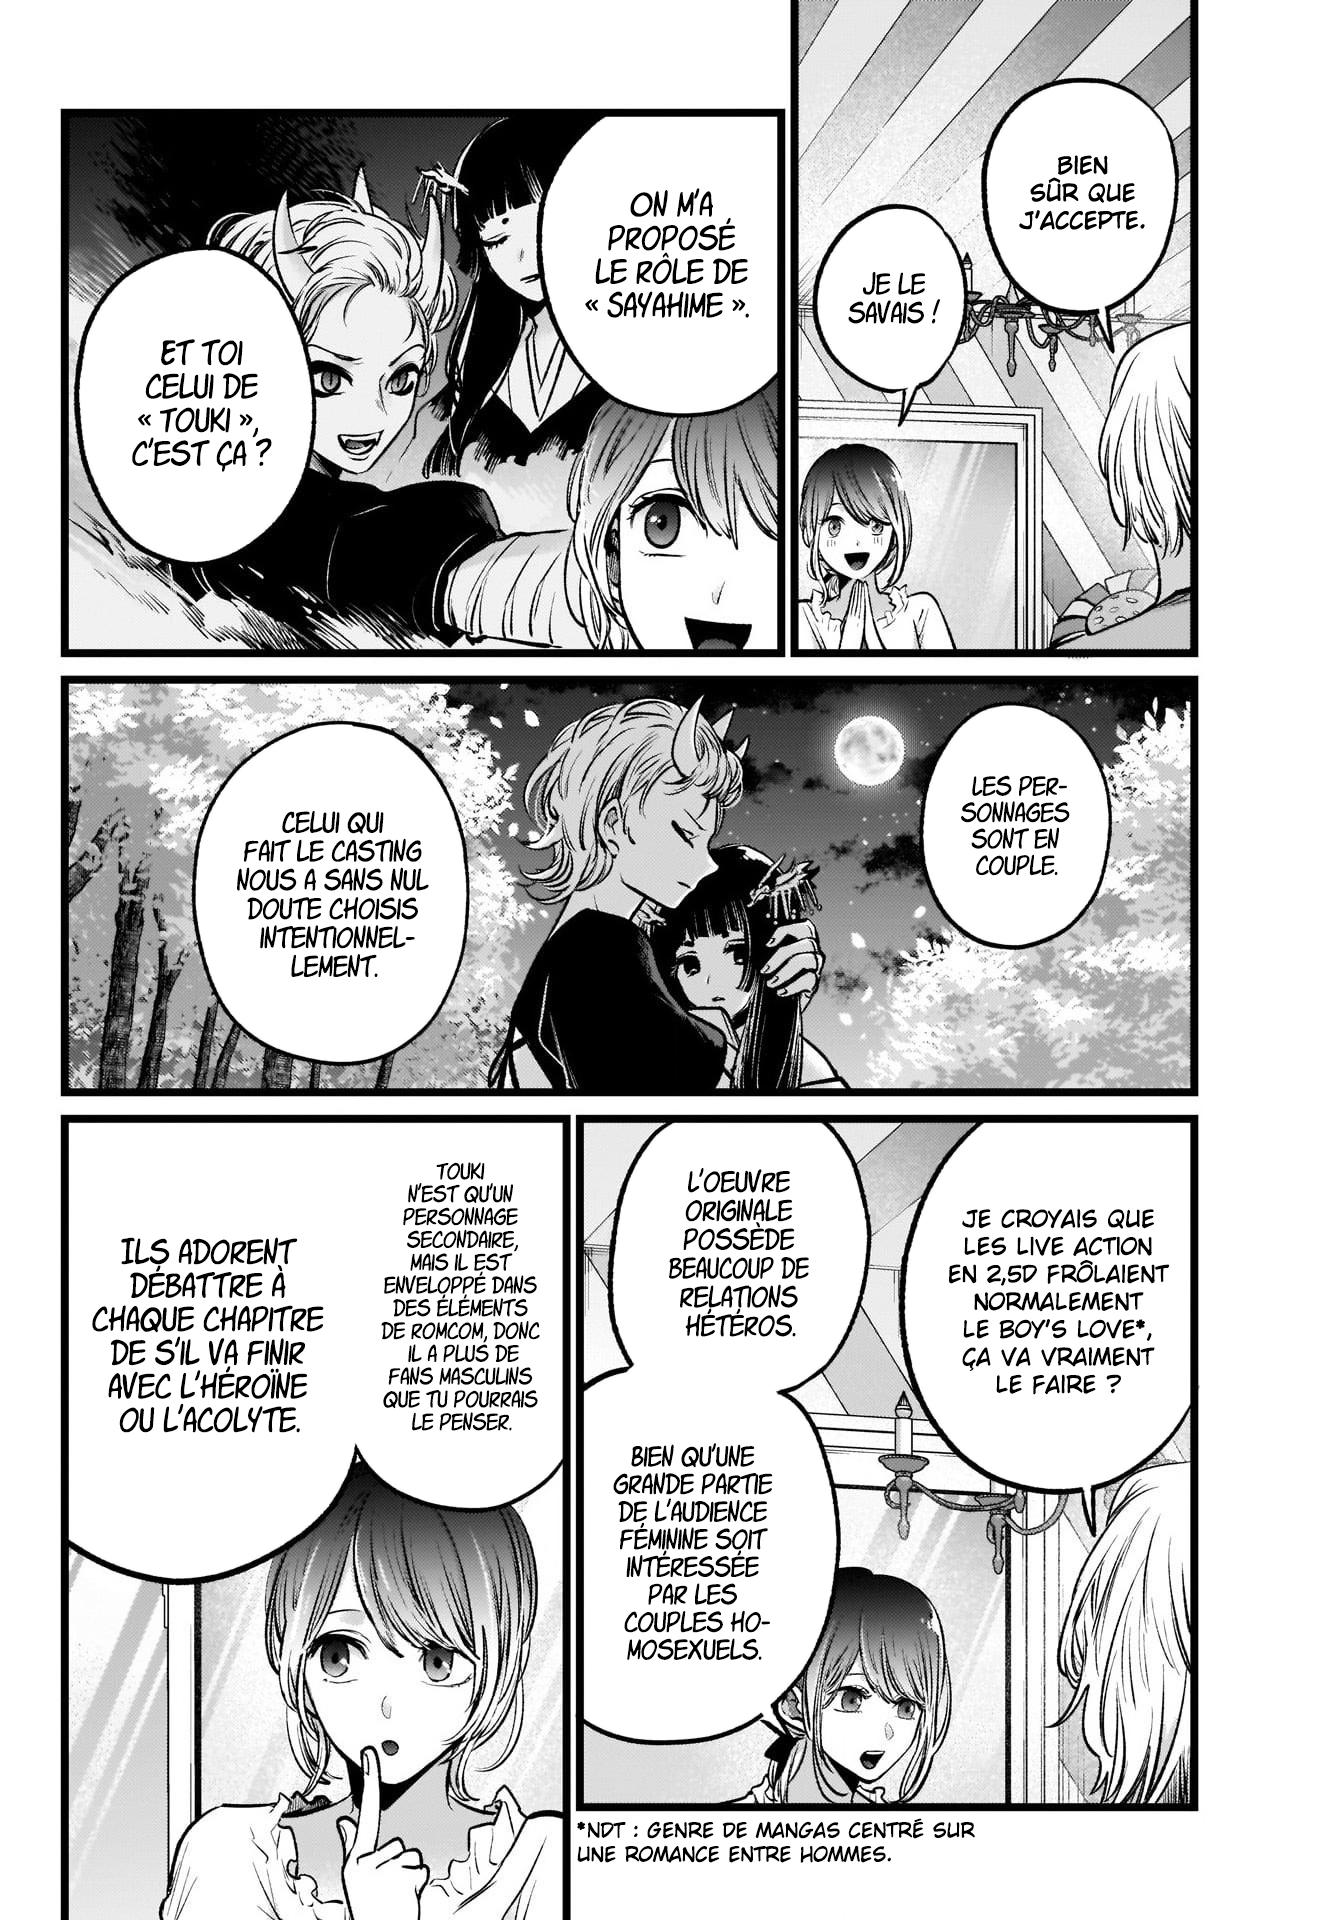 BIEN
SÛR QUE
J'ACCEPTE.
JE LE
SAVAIS !
ON M'A
PROPOSÉ
LE RÔLE DE
« SAYAHIME ».
ET TOI
CELUI DE
« TOUKI »,
C'EST ÇA ?
LES PER-
SONNAGES
SONT EN
COUPLE.
CELUI QUI
FAIT LE CASTING
NOUS A SANS NUL
DOUTE CHOISIS
INTENTIONNEL-
LEMENT.
JE CROYAIS QUE
LES LIVE ACTION
EN 2,5D FRÔLAIENT
NORMALEMENT
LE BOY'S LOVE*,
ÇA VA VRAIMENT
LE FAIRE ?
L'OEUVRE
ORIGINALE
POSSÈDE
BEAUCOUP DE
RELATIONS
HÉTÉROS.
BIEN QU'UNE
GRANDE PARTIE
DE L'AUDIENCE
FÉMININE SOIT
INTÉRESSÉE
PAR LES
COUPLES HO-
MOSEXUELS.
TOUKI
N'EST QU'UN
PERSONNAGE
SECONDAIRE,
MAIS IL EST
ENVELOPPÉ DANS
DES ÉLÉMENTS
DE ROMCOM, DONC
IL A PLUS DE
FANS MASCULINS
QUE TU POURRAIS
LE PENSER.
ILS ADORENT
DÉBATTRE À
CHAQUE CHAPITRE
DE S'IL VA FINIR
AVEC L'HÉROÏNE
OU L'ACOLYTE.
*NDT : GENRE DE MANGAS CENTRÉ SUR
UNE ROMANCE ENTRE HOMMES.